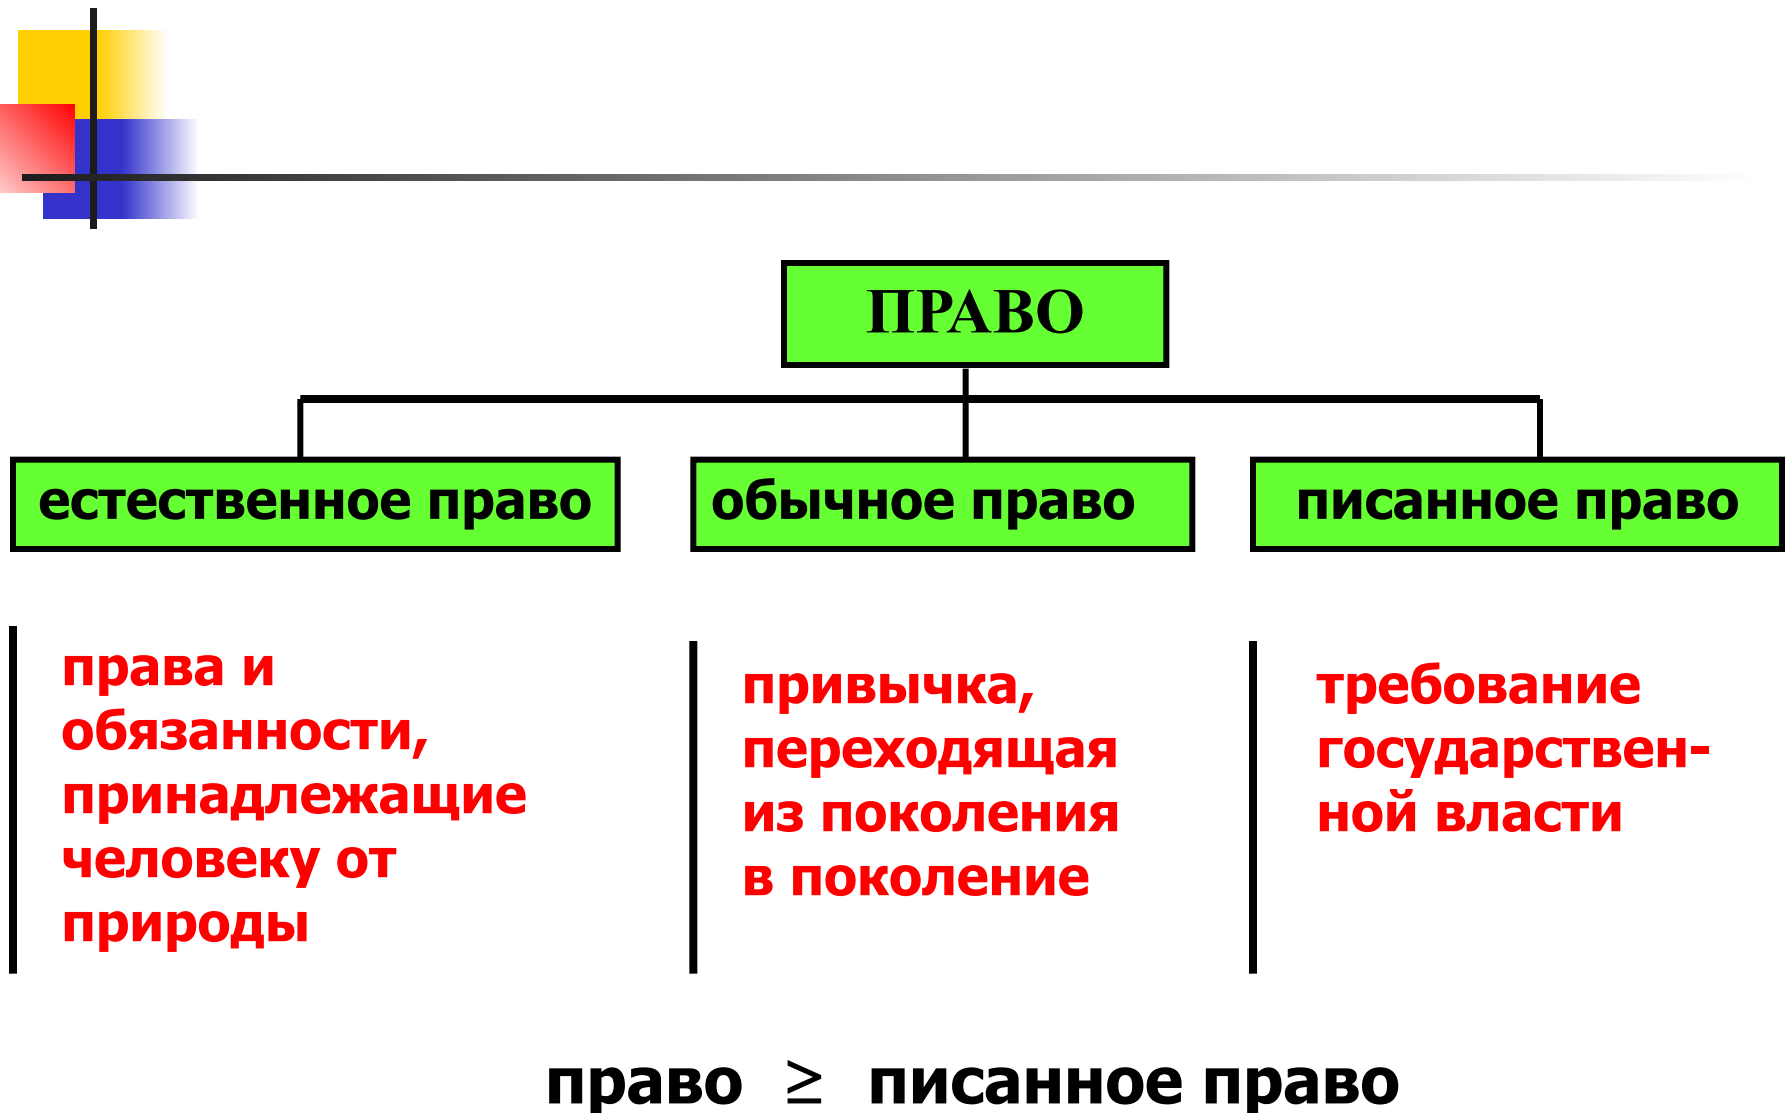 ПРАВО
естественное право
обычное право
писанное право
права и
обязанности,
принадлежащие
человеку от
природы
привычка,
переходящая
из поколения
в поколение
требование
государствен-
ной власти
право ≥ писанное право